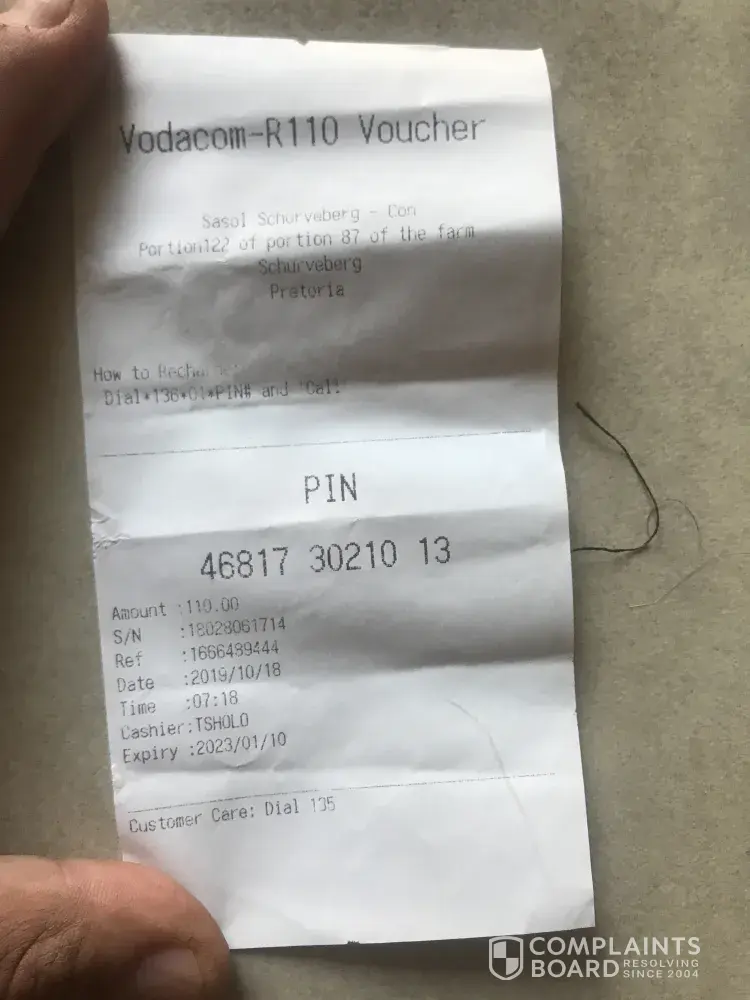 Vodacom-R110 Voucher
Sasol Schurveberg - Con
Portion122 of portion 87 of the farm
Schurveberg
Pretoria
How to
Dial*136*01*PIN# and 'Call'
PIN
46817 30210 13
Amount :110.00
S/N :18028061714
Ref :1666489444
Date :2019/10/18
Time :07:18
Cashier:TSHOLO
Expiry :2023/01/10
Customer Care: Dial 135
COMPLAINTS
BOARD RESOLVING
SINCE 2004